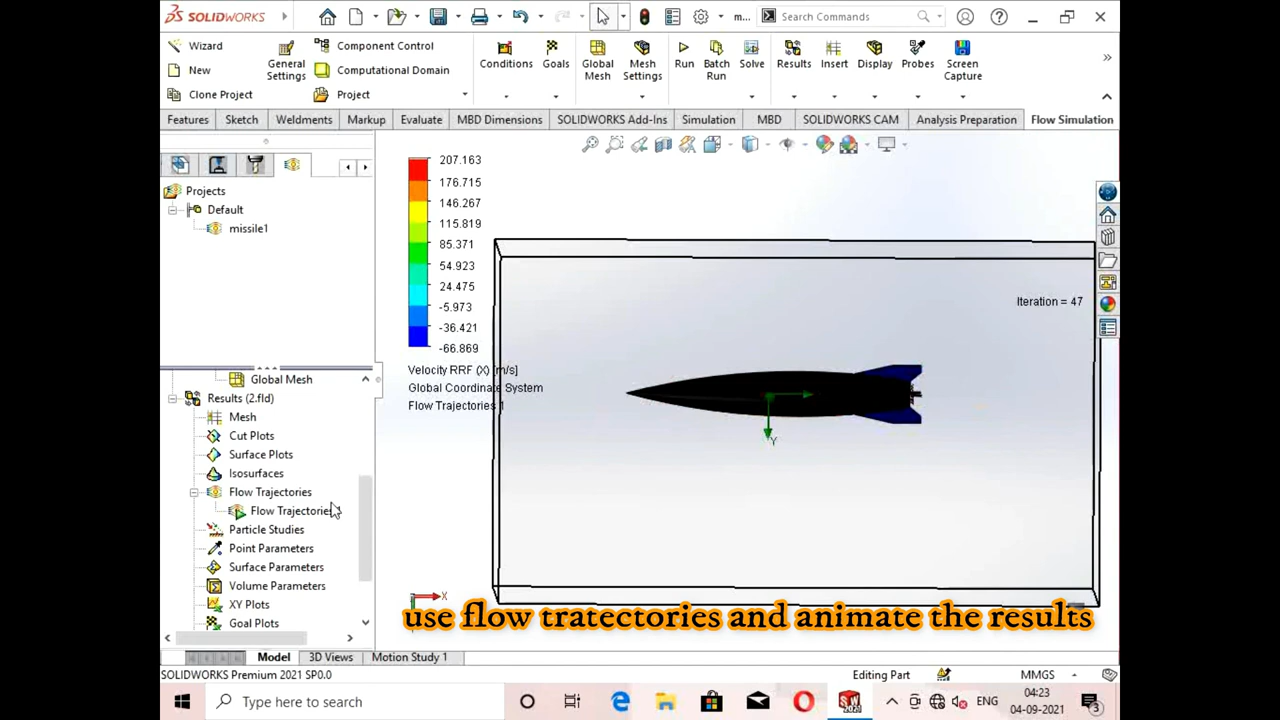 SOLIDWORKS
m...
Search Commands
Wizard
New
Clone Project
General Settings
Component Control
Computational Domain
Project
Conditions
Goals
Global Mesh
Mesh Settings
Run
Batch Run
Solve
Results
Insert
Display
Probes
Screen Capture
Features
Sketch
Weldments
Markup
Evaluate
MBD Dimensions
SOLIDWORKS Add-Ins
Simulation
MBD
SOLIDWORKS CAM
Analysis Preparation
Flow Simulation
Projects
Default
missile1
Global Mesh
Results (2.fld)
Mesh
Cut Plots
Surface Plots
Isosurfaces
Flow Trajectories
Flow Trajectories 1
Particle Studies
Point Parameters
Surface Parameters
Volume Parameters
XY Plots
Goal Plots
207.163
176.715
146.267
115.819
85.371
54.923
24.475
-5.973
-36.421
-66.869
Velocity RRF (X) [m/s]
Global Coordinate System
Flow Trajectories 1
Iteration = 47
Y
X
use flow tratectories and animate the results
Model
3D Views
Motion Study 1
SOLIDWORKS Premium 2021 SP0.0
Editing Part
MMGS
Type here to search
ENG
04:23
04-09-2021
3